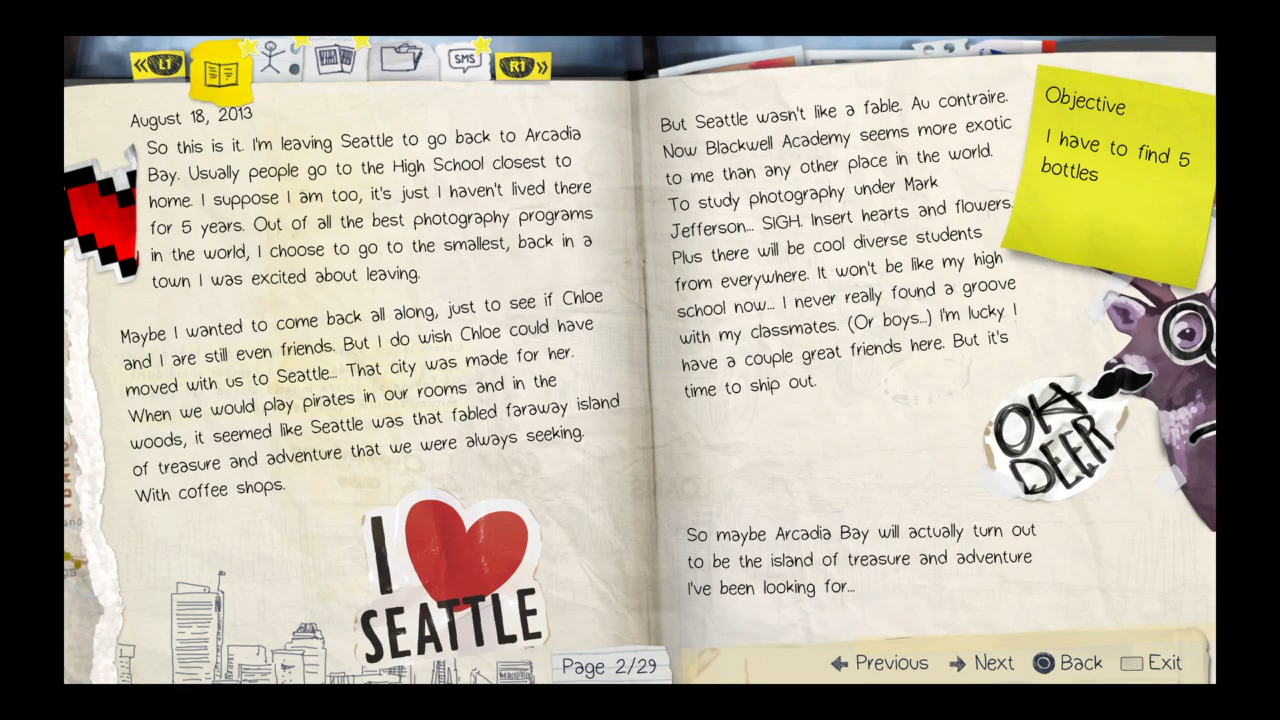 L1
SMS
R1
August 18, 2013
So this is it. I'm leaving Seattle to go back to Arcadia
Bay. Usually people go to the High School closest to
home. I suppose I am too, it's just I haven't lived there
for 5 years. Out of all the best photography programs
in the world, I choose to go to the smallest, back in a
town I was excited about leaving.
Maybe I wanted to come back all along, just to see if Chloe
and I are still even friends. But I do wish Chloe could have
moved with us to Seattle... That city was made for her.
When we would play pirates in our rooms and in the
woods, it seemed like Seattle was that fabled faraway island
of treasure and adventure that we were always seeking.
With coffee shops.
I
SEATTLE
Page 2/29
But Seattle wasn't like a fable. Au contraire.
Now Blackwell Academy seems more exotic
to me than any other place in the world.
To study photography under Mark
Jefferson... SIGH. Insert hearts and flowers.
Plus there will be cool diverse students
from everywhere. It won't be like my high
school now... I never really found a groove
with my classmates. (Or boys...) I'm lucky I
have a couple great friends here. But it's
time to ship out.
So maybe Arcadia Bay will actually turn out
to be the island of treasure and adventure
I've been looking for...
Objective
I have to find 5
bottles
OH
DEER
Previous Next Back Exit